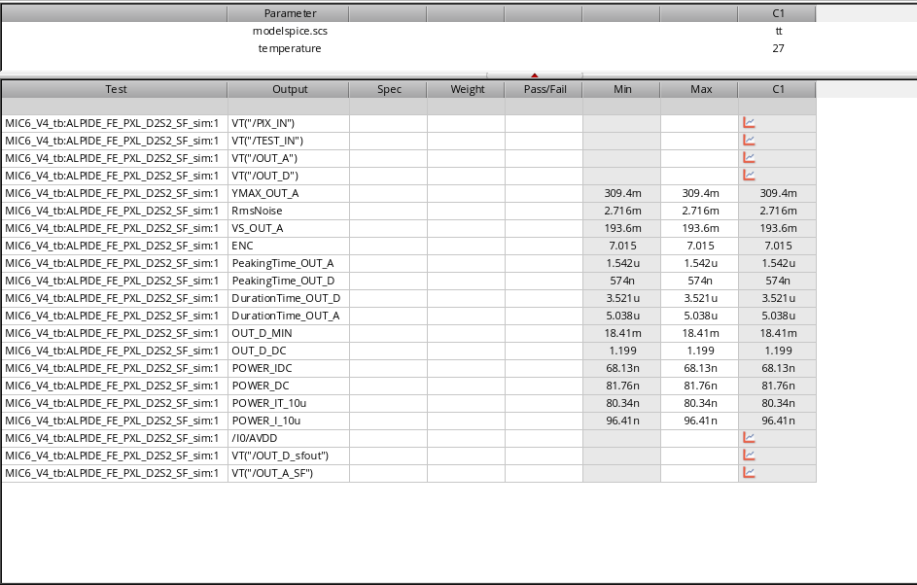 Parameter C1
modelspice.scs tt
temperature 27
Test Output Spec Weight Pass/Fail Min Max C1
MIC6_V4_tb:ALPIDE_FE_PXL_D2S2_SF_sim:1 VT("/PIX_IN")
MIC6_V4_tb:ALPIDE_FE_PXL_D2S2_SF_sim:1 VT("/TEST_IN")
MIC6_V4_tb:ALPIDE_FE_PXL_D2S2_SF_sim:1 VT("/OUT_A")
MIC6_V4_tb:ALPIDE_FE_PXL_D2S2_SF_sim:1 VT("/OUT_D")
MIC6_V4_tb:ALPIDE_FE_PXL_D2S2_SF_sim:1 YMAX_OUT_A 309.4m 309.4m 309.4m
MIC6_V4_tb:ALPIDE_FE_PXL_D2S2_SF_sim:1 RmsNoise 2.716m 2.716m 2.716m
MIC6_V4_tb:ALPIDE_FE_PXL_D2S2_SF_sim:1 VS_OUT_A 193.6m 193.6m 193.6m
MIC6_V4_tb:ALPIDE_FE_PXL_D2S2_SF_sim:1 ENC 7.015 7.015 7.015
MIC6_V4_tb:ALPIDE_FE_PXL_D2S2_SF_sim:1 PeakingTime_OUT_A 1.542u 1.542u 1.542u
MIC6_V4_tb:ALPIDE_FE_PXL_D2S2_SF_sim:1 PeakingTime_OUT_D 574n 574n 574n
MIC6_V4_tb:ALPIDE_FE_PXL_D2S2_SF_sim:1 DurationTime_OUT_D 3.521u 3.521u 3.521u
MIC6_V4_tb:ALPIDE_FE_PXL_D2S2_SF_sim:1 DurationTime_OUT_A 5.038u 5.038u 5.038u
MIC6_V4_tb:ALPIDE_FE_PXL_D2S2_SF_sim:1 OUT_D_MIN 18.41m 18.41m 18.41m
MIC6_V4_tb:ALPIDE_FE_PXL_D2S2_SF_sim:1 OUT_D_DC 1.199 1.199 1.199
MIC6_V4_tb:ALPIDE_FE_PXL_D2S2_SF_sim:1 POWER_IDC 68.13n 68.13n 68.13n
MIC6_V4_tb:ALPIDE_FE_PXL_D2S2_SF_sim:1 POWER_DC 81.76n 81.76n 81.76n
MIC6_V4_tb:ALPIDE_FE_PXL_D2S2_SF_sim:1 POWER_IT_10u 80.34n 80.34n 80.34n
MIC6_V4_tb:ALPIDE_FE_PXL_D2S2_SF_sim:1 POWER_I_10u 96.41n 96.41n 96.41n
MIC6_V4_tb:ALPIDE_FE_PXL_D2S2_SF_sim:1 /I0/AVDD
MIC6_V4_tb:ALPIDE_FE_PXL_D2S2_SF_sim:1 VT("/OUT_D_sfout")
MIC6_V4_tb:ALPIDE_FE_PXL_D2S2_SF_sim:1 VT("/OUT_A_SF")